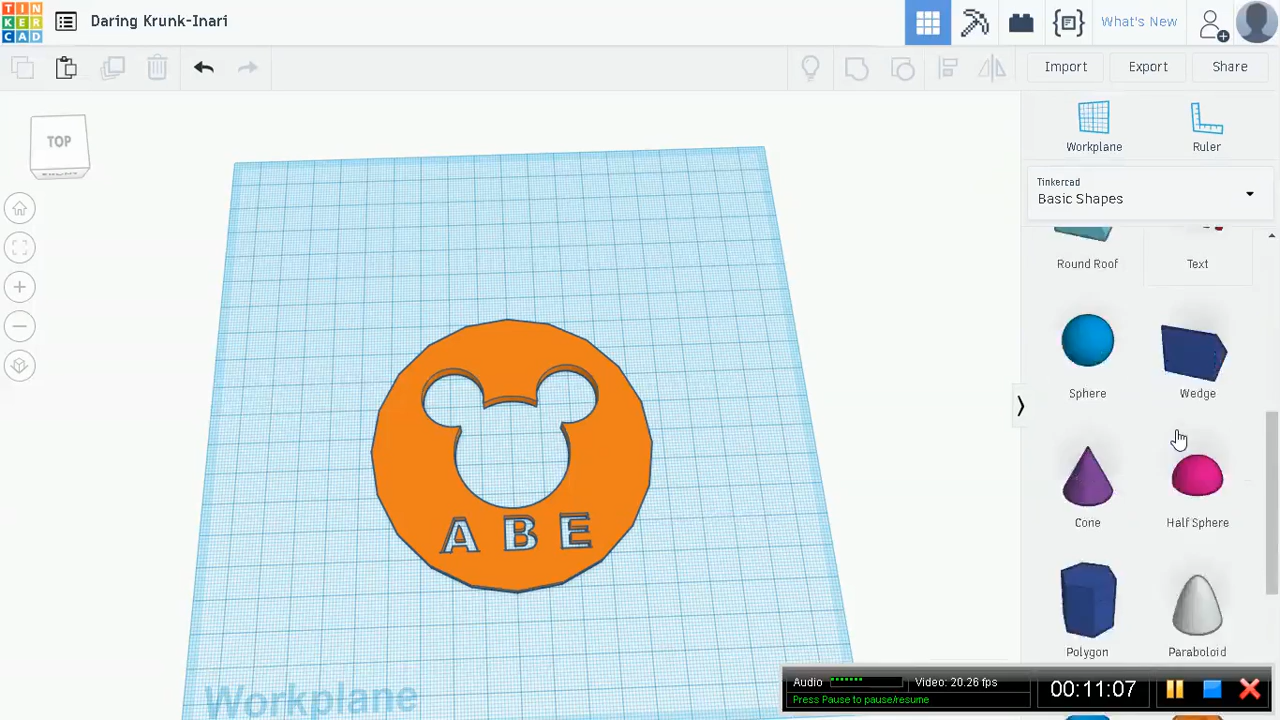 TIN
KER
CAD
Daring Krunk-Inari
What's New
Import
Export
Share
TOP
FRONT
Workplane
Ruler
Tinkercad
Basic Shapes
Round Roof
Text
Sphere
Wedge
Cone
Half Sphere
Polygon
Paraboloid
A B E
Workplane
Audio
Video: 20.26 fps
00:11:07
Press Pause to pause/resume